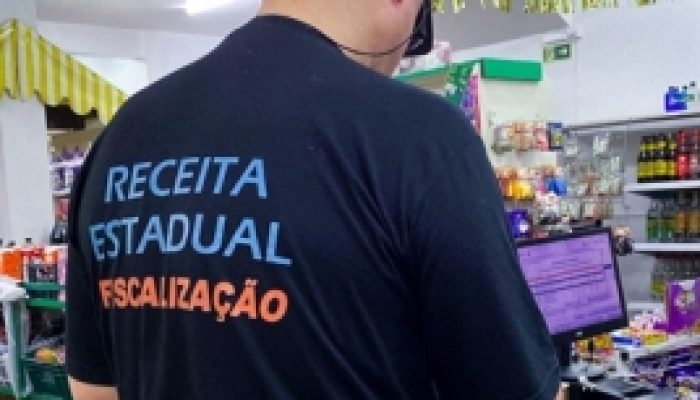 RECEITA
ESTADUAL
FISCALIZAÇÃO